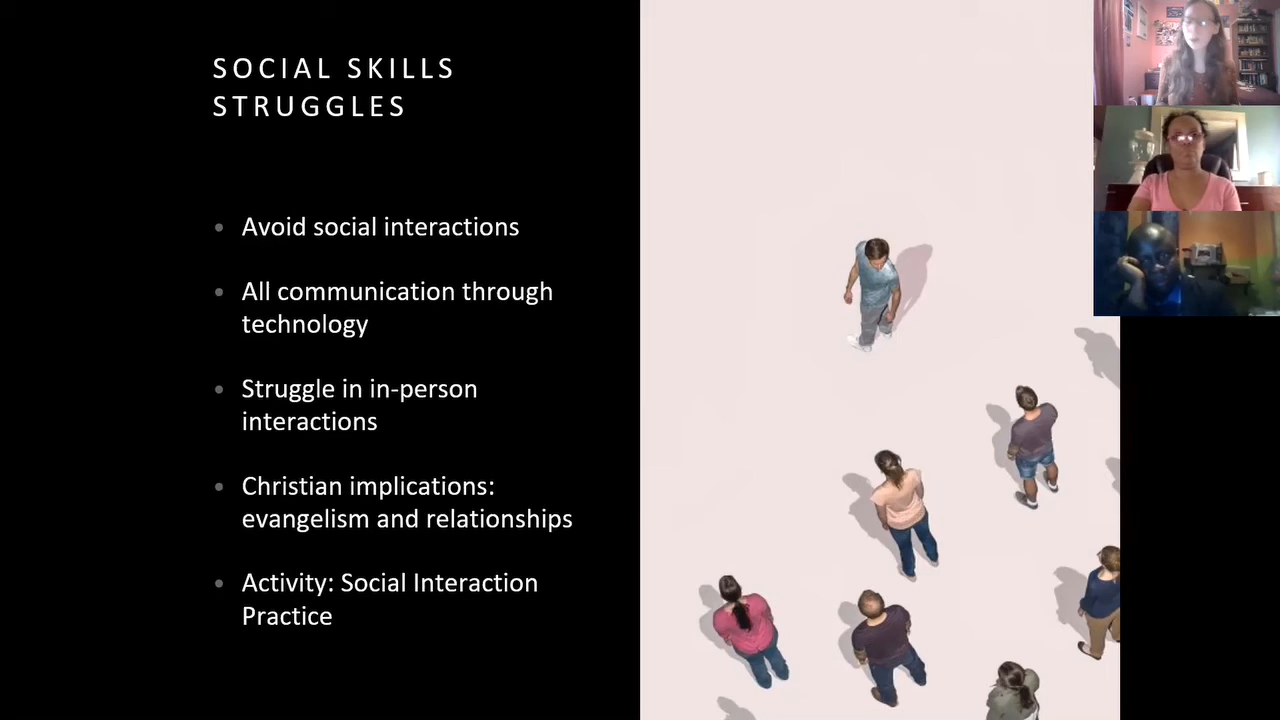 SOCIAL SKILLS
STRUGGLES
Avoid social interactions
All communication through
technology
Struggle in in-person
interactions
Christian implications:
evangelism and relationships
Activity: Social Interaction
Practice